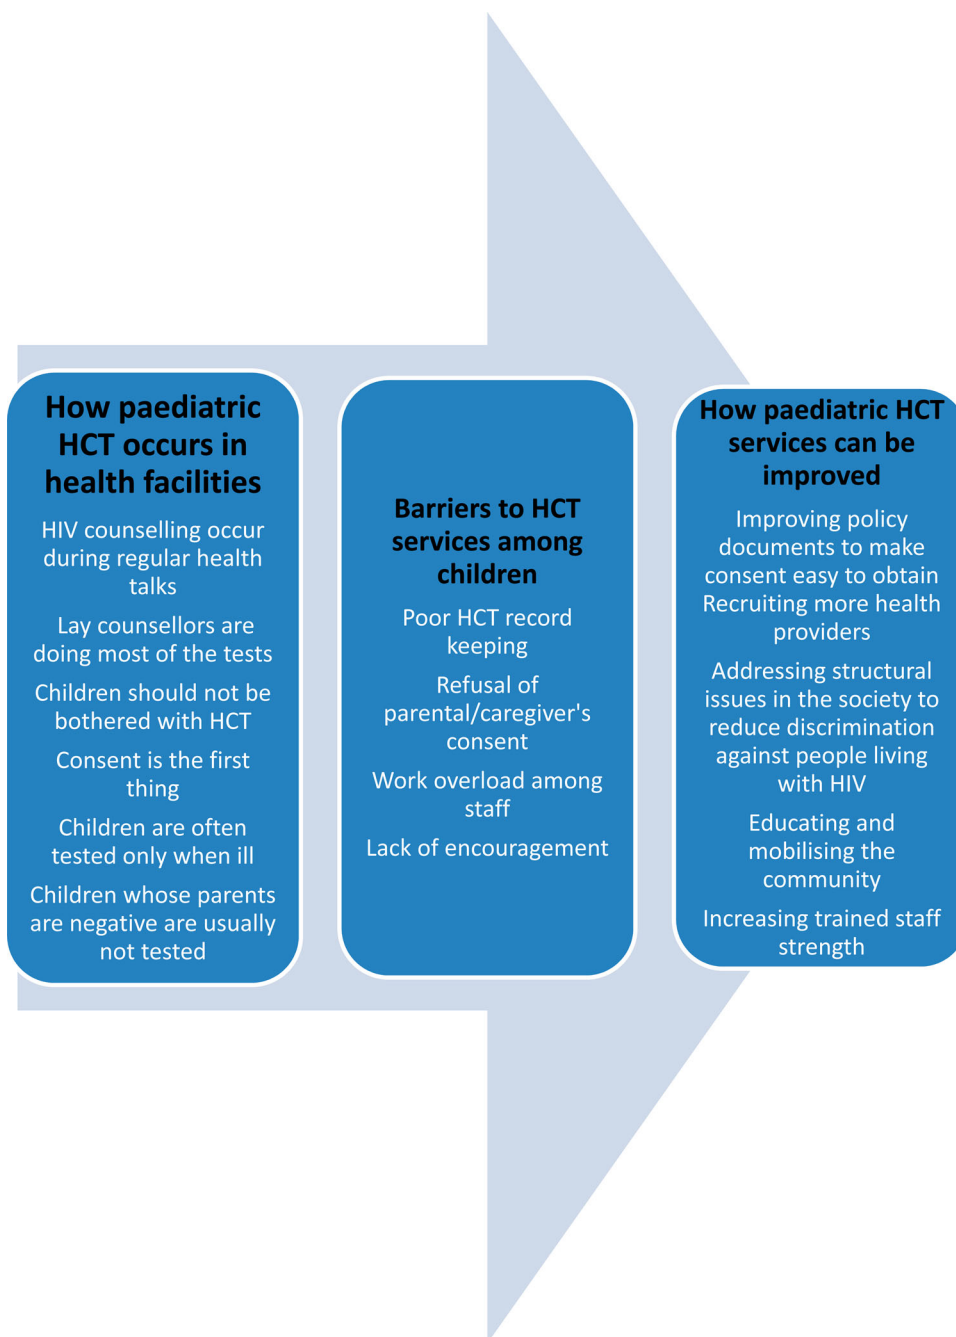 How paediatric
HCT occurs in
health facilities
HIV counselling occur
during regular health
talks
Lay counsellors are
doing most of the tests
Children should not be
bothered with HCT
Consent is the first
thing
Children are often
tested only when ill
Children whose parents
are negative are usually
not tested
Barriers to HCT
services among
children
Poor HCT record
keeping
Refusal of
parental/caregiver's
consent
Work overload among
staff
Lack of encouragement
How paediatric HCT
services can be
improved
Improving policy
documents to make
consent easy to obtain
Recruiting more health
providers
Addressing structural
issues in the society to
reduce discrimination
against people living
with HIV
Educating and
mobilising the
community
Increasing trained staff
strength